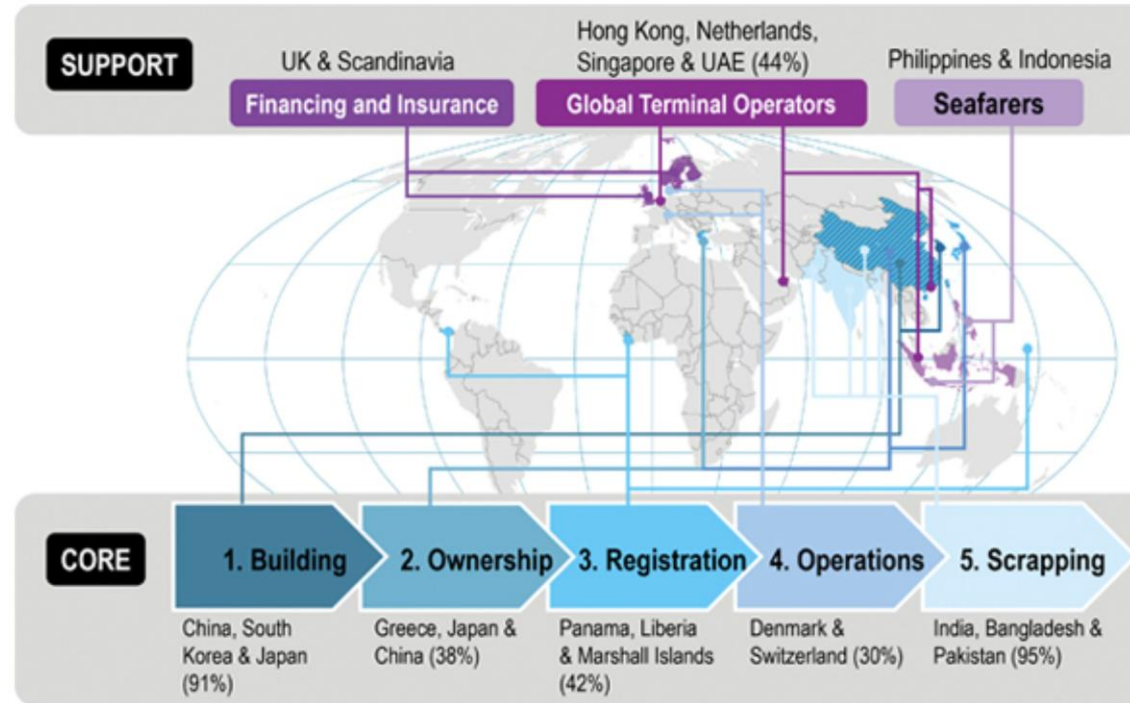 SUPPORT
UK & Scandinavia
Financing and Insurance
Hong Kong, Netherlands,
Singapore & UAE (44%)
Global Terminal Operators
Philippines & Indonesia
Seafarers
CORE
1. Building
2. Ownership
3. Registration
4. Operations
5. Scrapping
China, South
Korea & Japan
(91%)
Greece, Japan &
China (38%)
Panama, Liberia
& Marshall Islands
(42%)
Denmark &
Switzerland (30%)
India, Bangladesh &
Pakistan (95%)